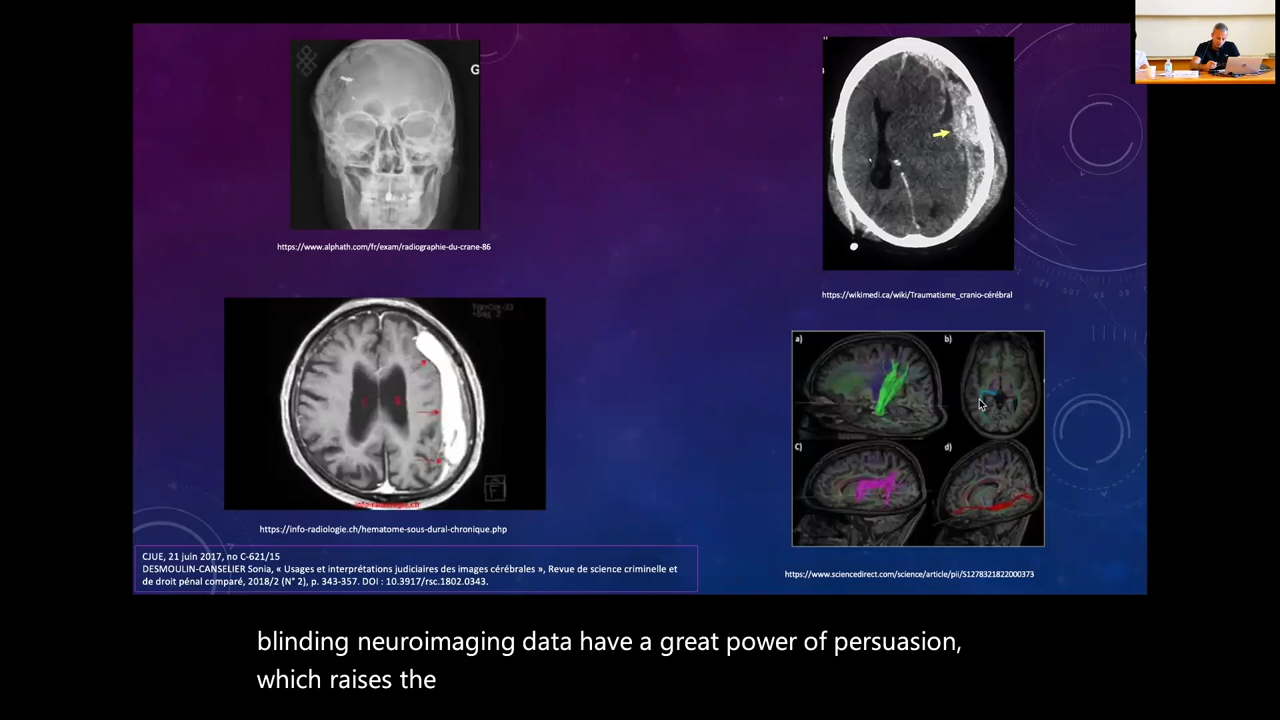 G
https://www.alphath.com/fr/exam/radiographie-du-crane-86
https://wikimedi.ca/wiki/Traumatisme_cranio-cérébral
info-radiologie.ch
https://info-radiologie.ch/hematome-sous-dural-chronique.php
a)
b)
C)
d)
https://www.sciencedirect.com/science/article/pii/S1278321822000373
CJUE, 21 juin 2017, no C-621/15
DESMOULIN-CANSELIER Sonia, « Usages et interprétations judiciaires des images cérébrales », Revue de science criminelle et
de droit pénal comparé, 2018/2 (N° 2), p. 343-357. DOI : 10.3917/rsc.1802.0343.
blinding neuroimaging data have a great power of persuasion,
which raises the